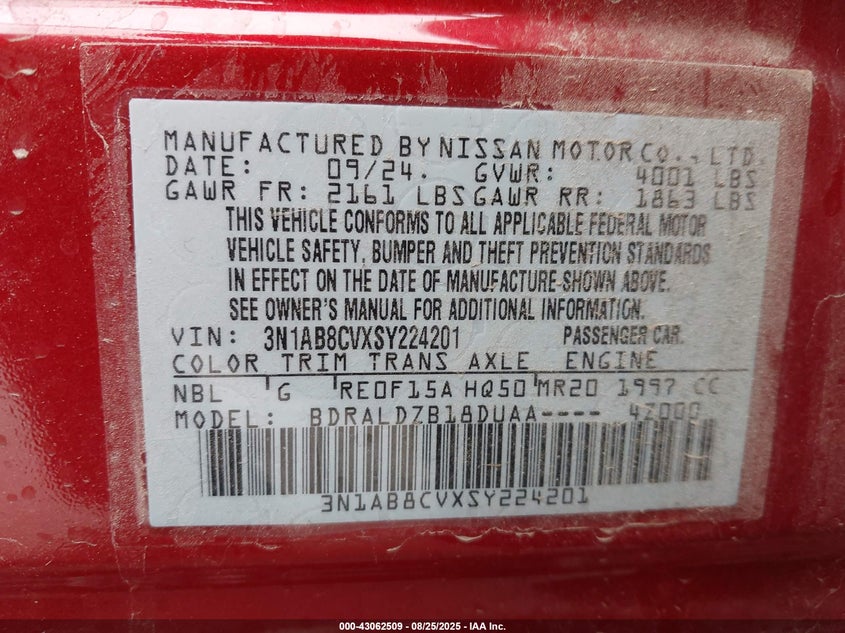 MANUFACTURED BY NISSAN MOTOR CO., LTD.
DATE: 09/24. GVWR: 4001 LBS
GAWR FR: 2161 LBS GAWR RR: 1863 LBS
THIS VEHICLE CONFORMS TO ALL APPLICABLE FEDERAL MOTOR
VEHICLE SAFETY, BUMPER AND THEFT PREVENTION STANDARDS
IN EFFECT ON THE DATE OF MANUFACTURE SHOWN ABOVE.
SEE OWNER'S MANUAL FOR ADDITIONAL INFORMATION.
VIN: 3N1AB8CVXSY224201 PASSENGER CAR.
COLOR TRIM TRANS AXLE ENGINE
NBL 'G 'RE0F15A HQ50'MR20 1997 CC
MODEL: BDRALDZB18DUAA---- 4Z000
3N1AB8CVXSY224201
000-43062509 - 08/25/2025 - IAA Inc.